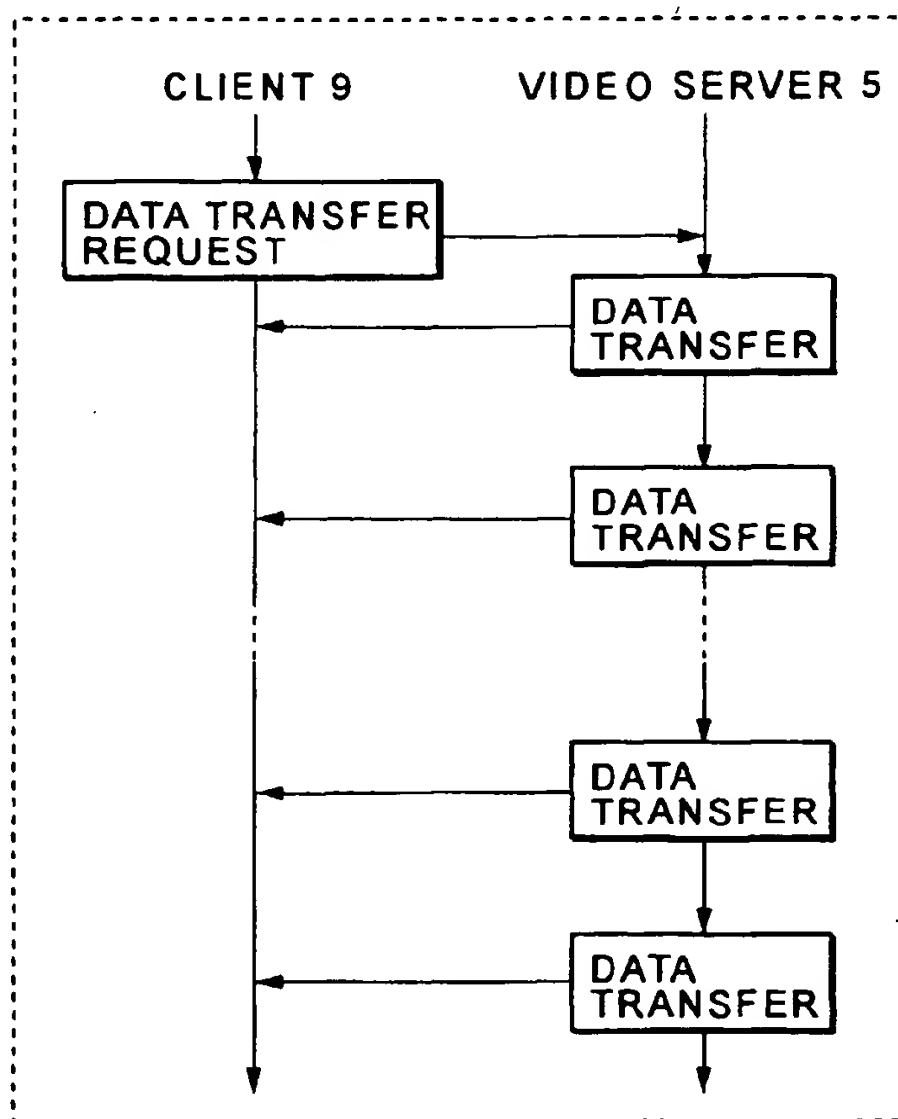 CLIENT 9
VIDEO SERVER 5
DATA TRANSFER
REQUEST
DATA
TRANSFER
DATA
TRANSFER
DATA
TRANSFER
DATA
TRANSFER